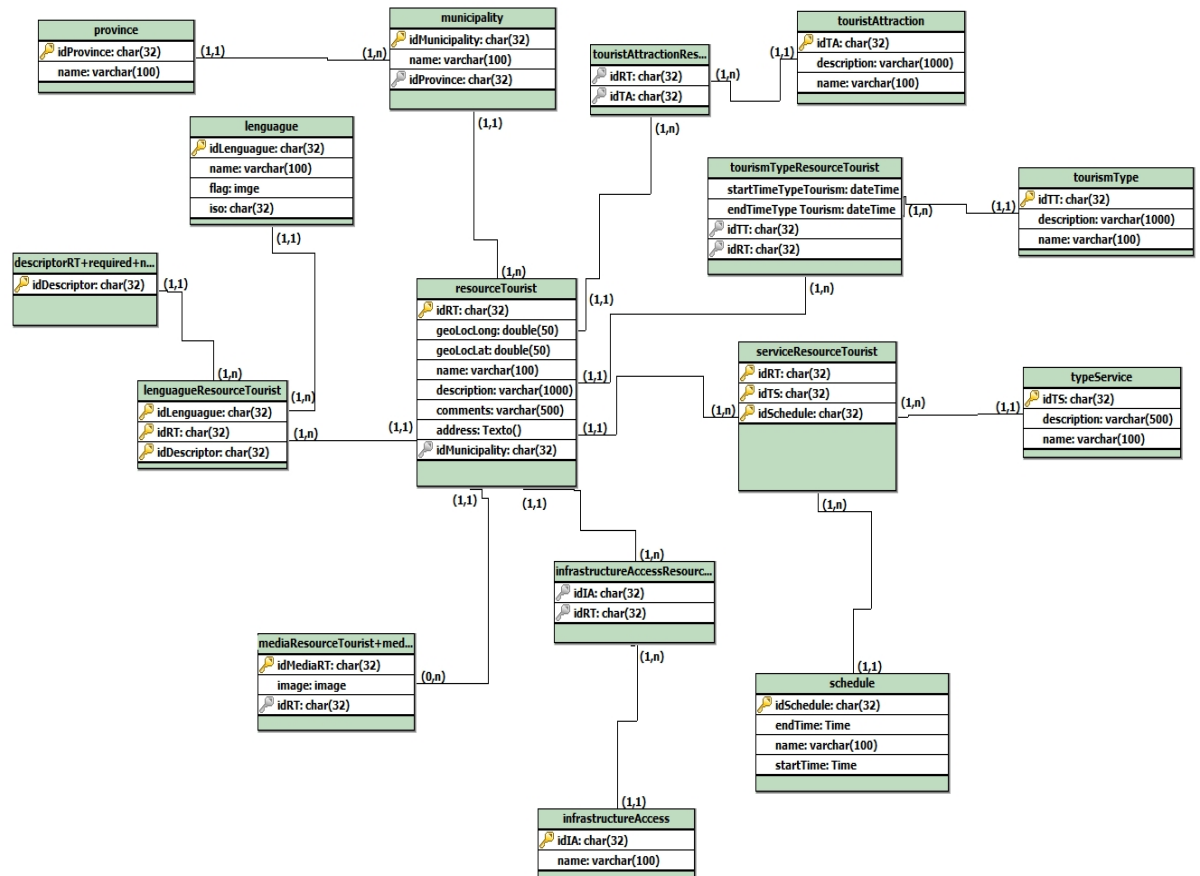 province
idProvince: char(32)
name: varchar(100)
(1,1)
(1,n)
municipality
idMunicipality: char(32)
name: varchar(100)
idProvince: char(32)
(1,1)
touristAttractionRes...
idRT: char(32)
idTA: char(32)
(1,n)
(1,1)
(1,n)
touristAttraction
idTA: char(32)
description: varchar(1000)
name: varchar(100)
lenguague
idLenguague: char(32)
name: varchar(100)
flag: imge
iso: char(32)
(1,1)
tourismTypeResourceTourist
startTimeTypeTourism: dateTime
endTimeType Tourism: dateTime
idTT: char(32)
idRT: char(32)
(1,n)
(1,1)
(1,n)
tourismType
idTT: char(32)
description: varchar(1000)
name: varchar(100)
descriptorRT+required+n...
idDescriptor: char(32)
(1,1)
(1,n)
(1,n)
resourceTourist
idRT: char(32)
geoLocLong: double(50)
geoLocLat: double(50)
name: varchar(100)
description: varchar(1000)
comments: varchar(500)
address: Texto()
idMunicipality: char(32)
(1,1)
(1,1)
(1,1)
(1,n)
serviceResourceTourist
idRT: char(32)
idTS: char(32)
idSchedule: char(32)
(1,n)
(1,1)
(1,n)
typeService
idTS: char(32)
description: varchar(500)
name: varchar(100)
lenguageResourceTourist
idLenguague: char(32)
idRT: char(32)
idDescriptor: char(32)
(1,n)
(1,n)
(1,1)
(1,1)
(1,1)
(1,n)
infrastructureAccessResourc...
idIA: char(32)
idRT: char(32)
(1,n)
mediaResourceTourist+med...
idMediaRT: char(32)
image: image
idRT: char(32)
(0,n)
(1,1)
schedule
idSchedule: char(32)
endTime: Time
name: varchar(100)
startTime: Time
(1,1)
infrastructureAccess
idIA: char(32)
name: varchar(100)